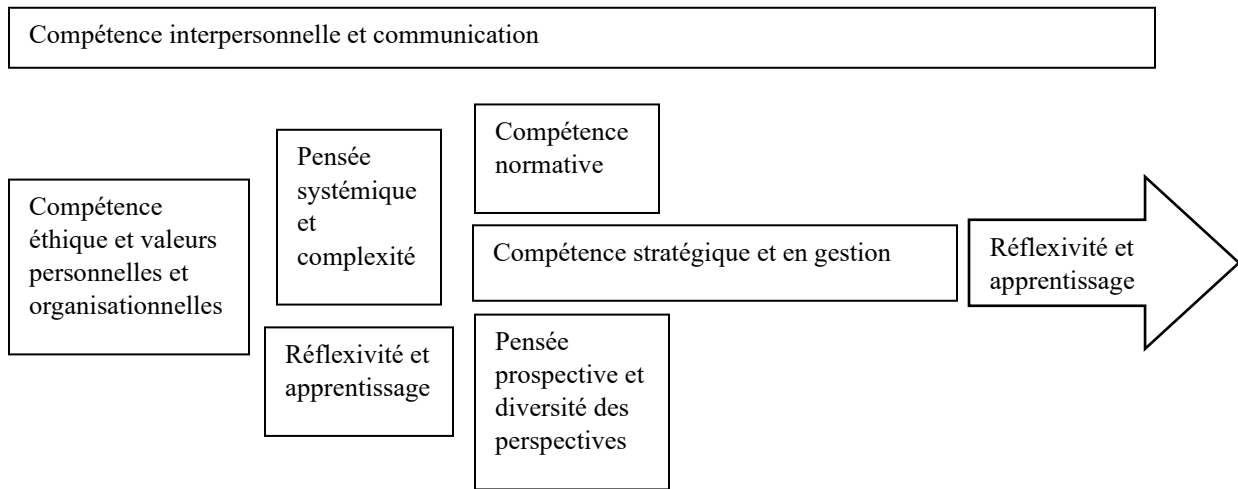 Compétence interpersonnelle et communication
Compétence
éthique et valeurs
personnelles et
organisationnelles
Pensée
systémique
et
complexité
Réflexivité et
apprentissage
Compétence
normative
Compétence stratégique et en gestion
Pensée
prospective et
diversité des
perspectives
Réflexivité et
apprentissage